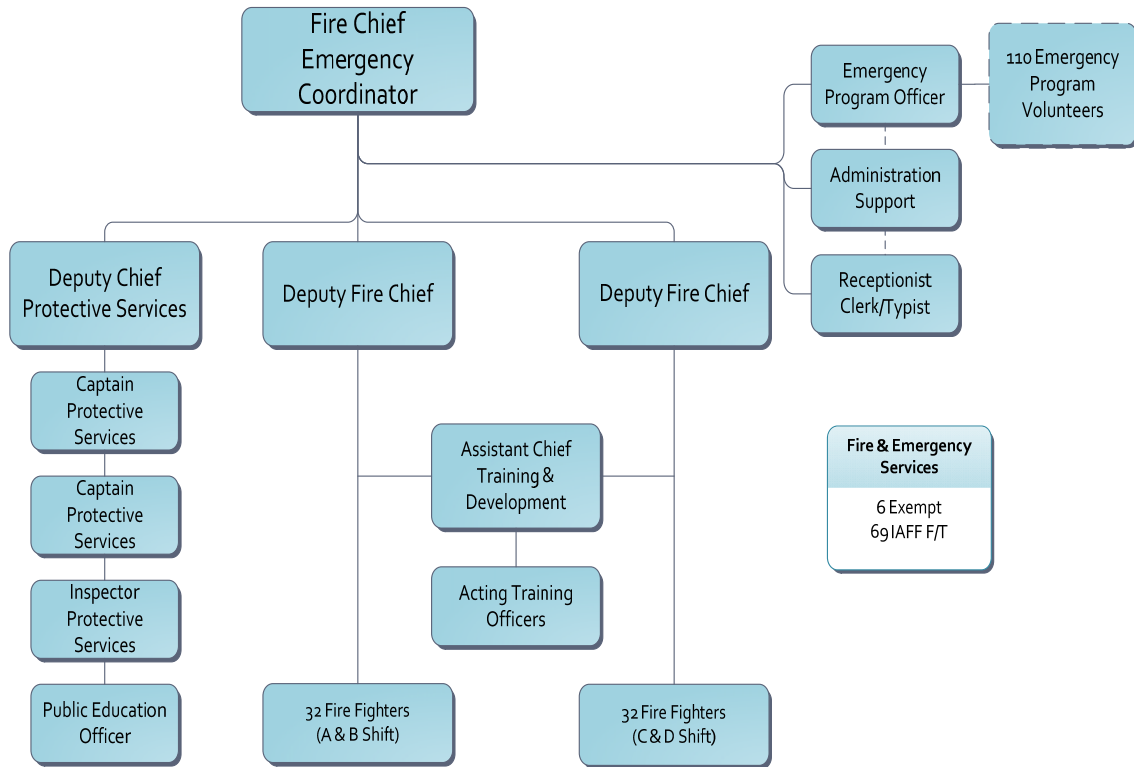 Fire Chief
Emergency
Coordinator
Emergency
Program Officer
110 Emergency
Program
Volunteers
Administration
Support
Receptionist
Clerk/Typist
Deputy Chief
Protective Services
Deputy Fire Chief
Deputy Fire Chief
Captain
Protective
Services
Captain
Protective
Services
Inspector
Protective
Services
Public Education
Officer
Assistant Chief
Training &
Development
Acting Training
Officers
32 Fire Fighters
(A & B Shift)
32 Fire Fighters
(C & D Shift)
Fire & Emergency
Services
6 Exempt
69 IAFF F/T